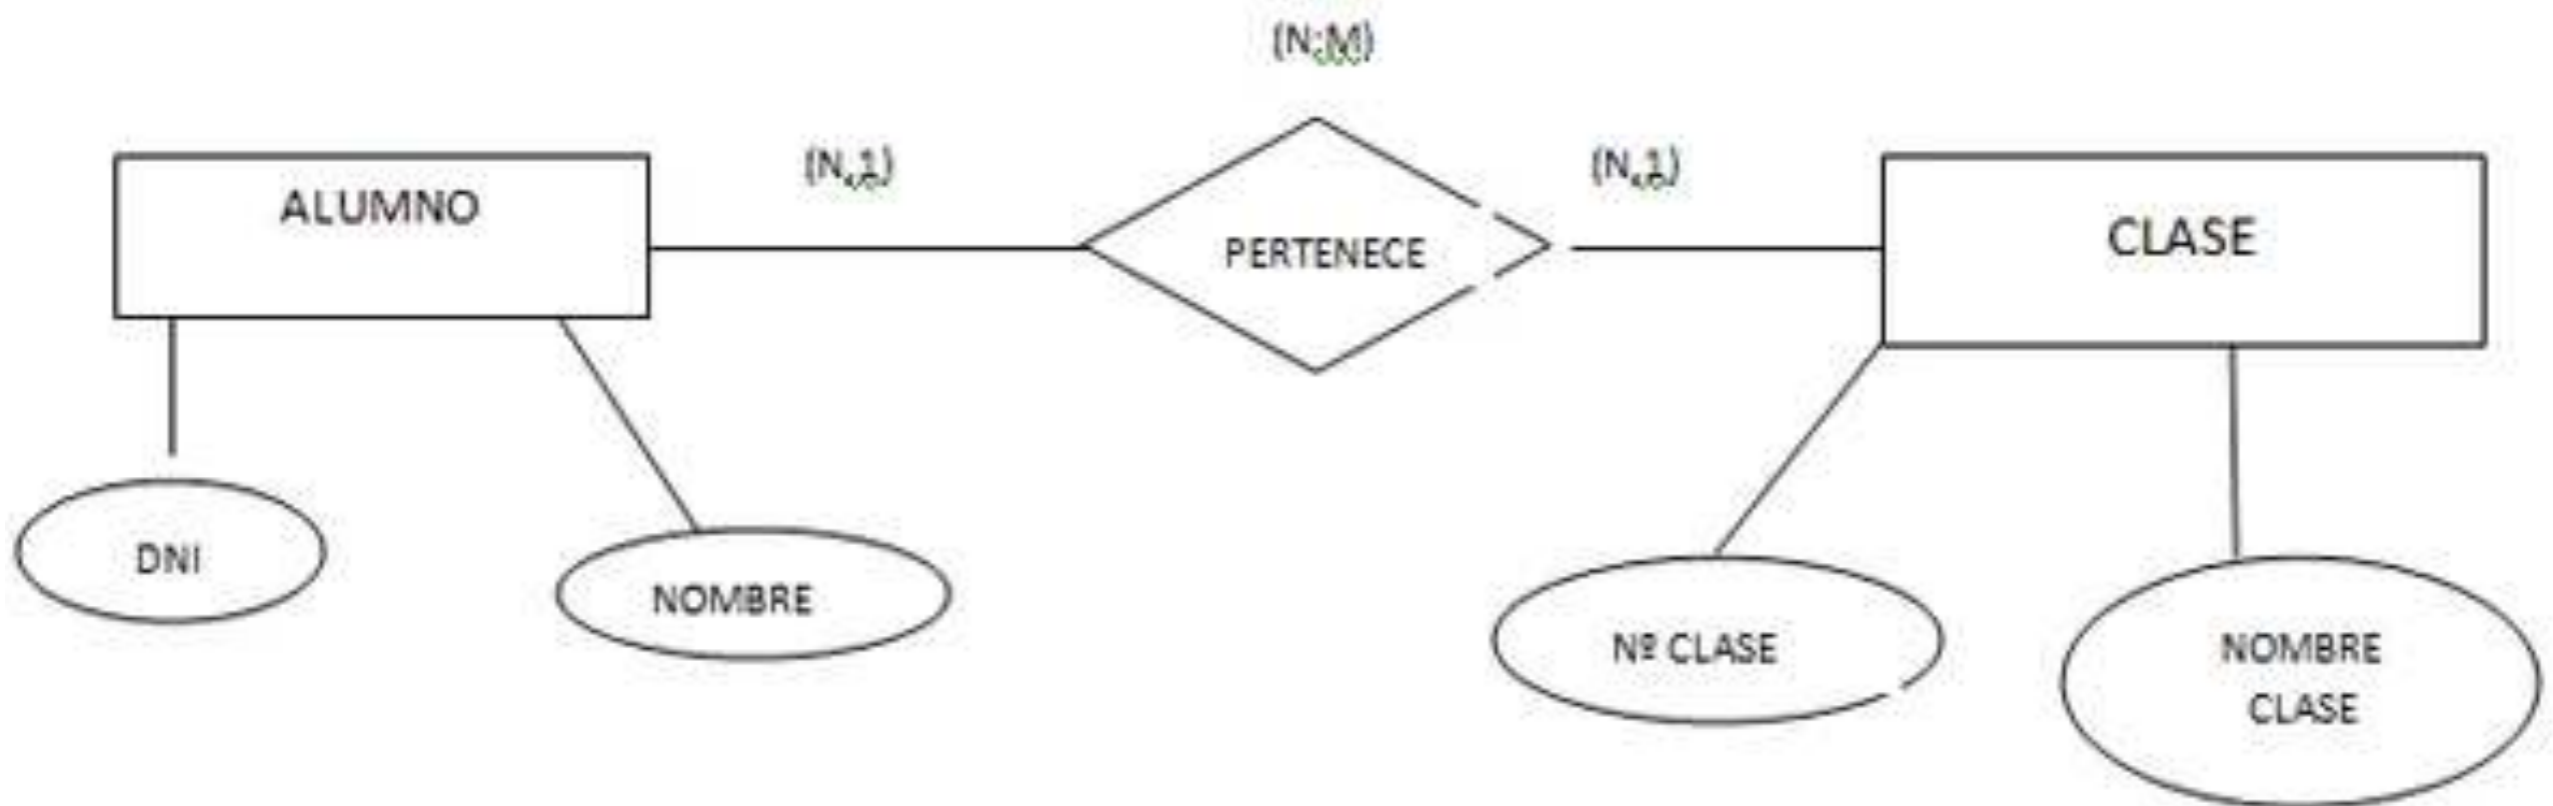 (N:M)
(N,1)
(N,1)
ALUMNO
PERTENECE
CLASE
DNI
NOMBRE
Nº CLASE
NOMBRE
CLASE